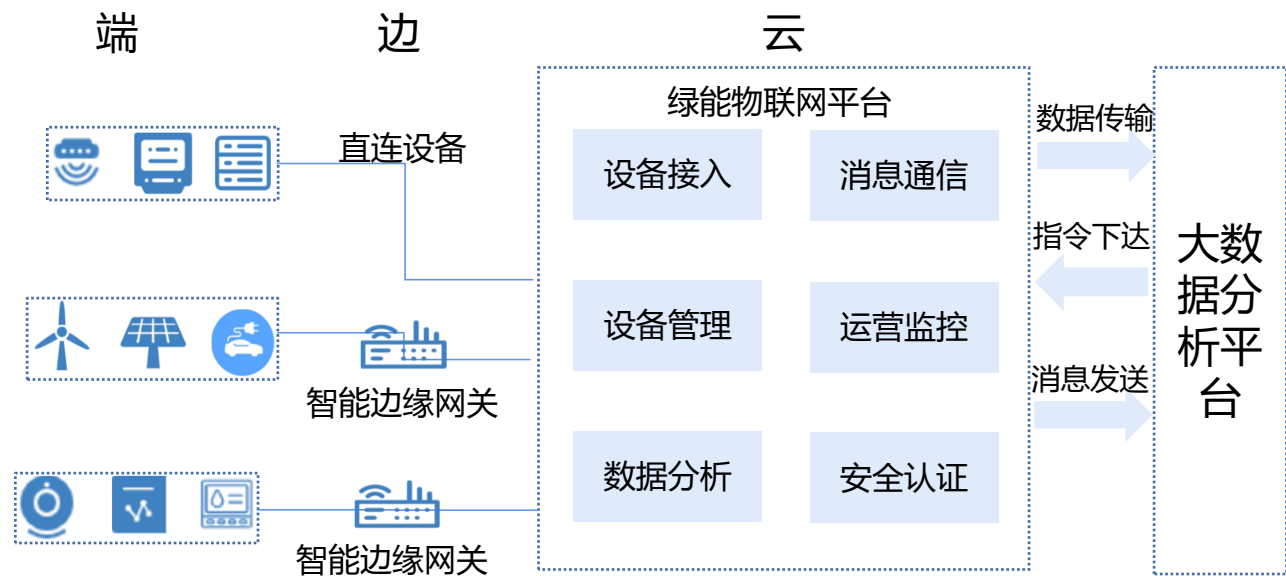 端
边
云
绿能物联网平台
直连设备
设备接入
消息通信
数据传输
指令下达
设备管理
运营监控
智能边缘网关
消息发送
大数
据分
析平
台
数据分析
安全认证
智能边缘网关